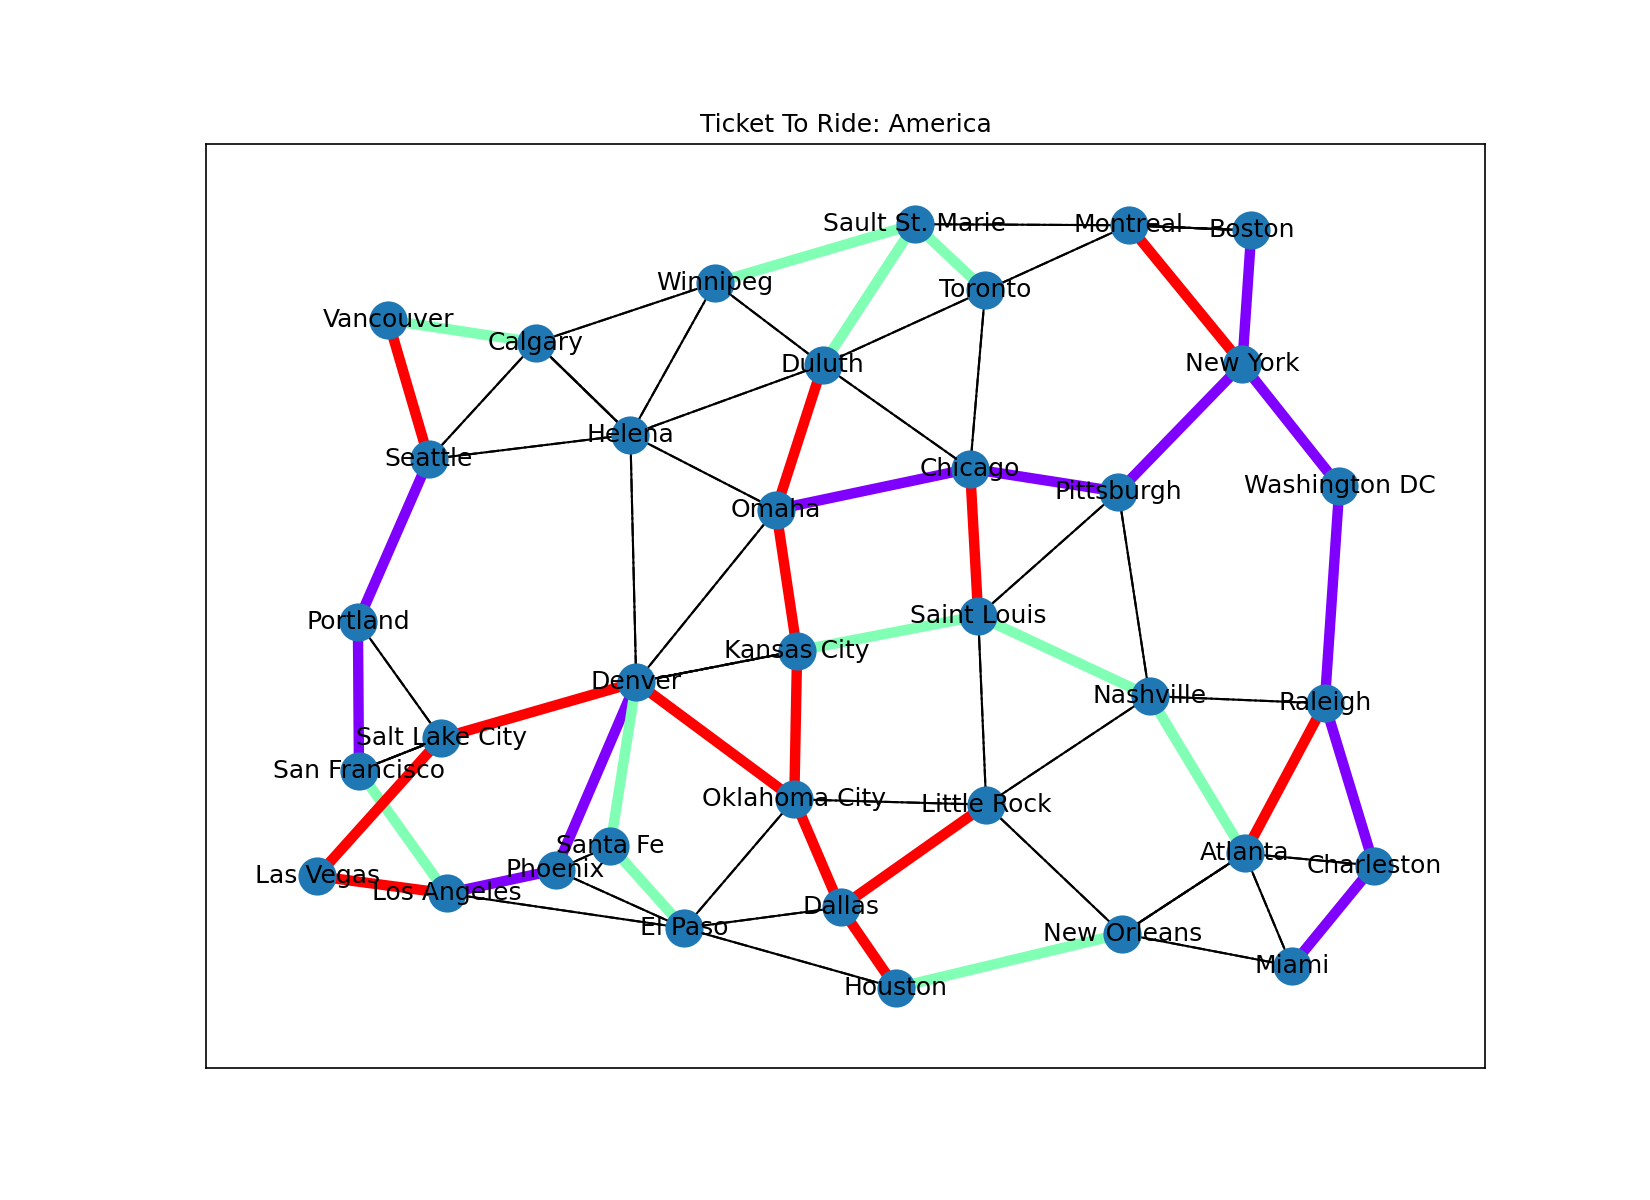 Ticket To Ride: America
Sault St. Marie
Montreal
Boston
Winnipeg
Toronto
Vancouver
Calgary
Duluth
New York
Helena
Seattle
Chicago
Pittsburgh
Washington DC
Omaha
Portland
Saint Louis
Kansas City
Denver
Nashville
Raleigh
Salt Lake City
San Francisco
Oklahoma City
Little Rock
Santa Fe
Phoenix
Atlanta
Charleston
Las Vegas
Los Angeles
Dallas
El Paso
New Orleans
Miami
Houston